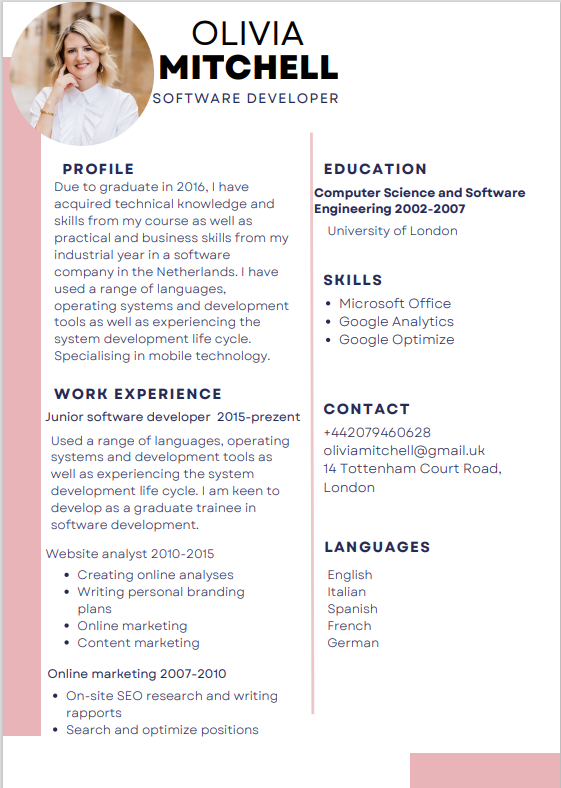 OLIVIA
MITCHELL
SOFTWARE DEVELOPER
PROFILE
Due to graduate in 2016, I have
acquired technical knowledge and
skills from my course as well as
practical and business skills from my
industrial year in a software
company in the Netherlands. I have
used a range of languages,
operating systems and development
tools as well as experiencing the
system development life cycle.
Specialising in mobile technology.
WORK EXPERIENCE
Junior software developer 2015-prezent
Used a range of languages, operating
systems and development tools as
well as experiencing the system
development life cycle. I am keen to
develop as a graduate trainee in
software development.
Website analyst 2010-2015
• Creating online analyses
• Writing personal branding
plans
• Online marketing
• Content marketing
Online marketing 2007-2010
• On-site SEO research and writing
rapports
• Search and optimize positions
EDUCATION
Computer Science and Software
Engineering 2002-2007
University of London
SKILLS
• Microsoft Office
• Google Analytics
• Google Optimize
CONTACT
+442079460628
oliviamitchell@gmail.uk
14 Tottenham Court Road,
London
LANGUAGES
English
Italian
Spanish
French
German